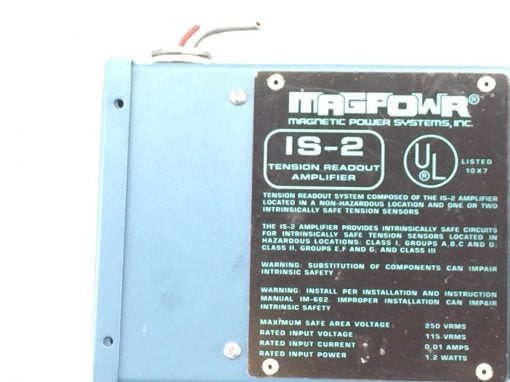 MAGPOWR®
MAGNETIC POWER SYSTEMS, INC.
IS-2
TENSION READOUT
AMPLIFIER
UL®
LISTED
10X7
TENSION READOUT SYSTEM COMPOSED OF THE IS-2 AMPLIFIER
LOCATED IN A NON-HAZARDOUS LOCATION AND ONE OR TWO
INTRINSICALLY SAFE TENSION SENSORS
THE IS-2 AMPLIFIER PROVIDES INTRINSICALLY SAFE CIRCUITS
FOR INTRINSICALLY SAFE TENSION SENSORS LOCATED IN
HAZARDOUS LOCATIONS: CLASS I, GROUPS A,B,C AND D;
CLASS II, GROUPS E,F AND G; AND CLASS III
WARNING: SUBSTITUTION OF COMPONENTS CAN IMPAIR
INTRINSIC SAFETY
WARNING: INSTALL PER INSTALLATION AND INSTRUCTION
MANUAL IM-662. IMPROPER INSTALLATION CAN IMPAIR
INTRINSIC SAFETY
MAXIMUM SAFE AREA VOLTAGE 250 VRMS
RATED INPUT VOLTAGE 115 VRMS
RATED INPUT CURRENT 0.01 AMPS
RATED INPUT POWER 1.2 WATTS